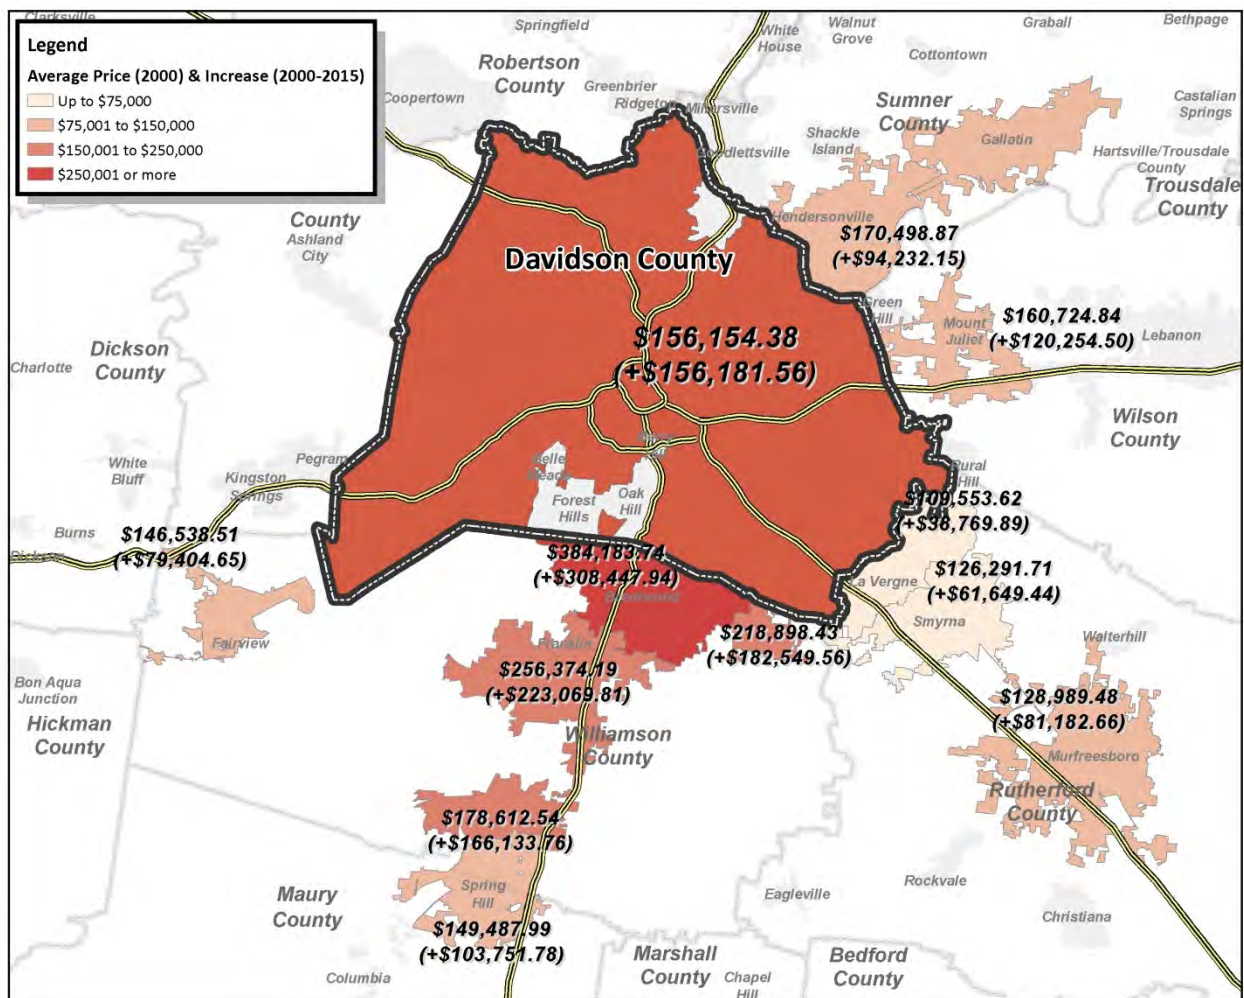 Clarksville
Springfield
White
House
Walnut
Grove
Graball
Bethpage
Legend
Average Price (2000) & Increase (2000-2015)
Up to $75,000
$75,001 to $150,000
$150,001 to $250,000
$250,001 or more
Robertson
County
Cottontown
Greenbrier
Ridgetop
Coopertown
Millersville
Sumner
County
Castalian
Springs
Shackle
Island
Gallatin
Goodlettsville
Hartsville/Trousdale
County
Trousdale
County
County
Ashland
City
Hendersonville
$170,498.87
(+$94,232.15)
Davidson County
Green
Hill
Mount
Juliet
$160,724.84
(+$120,254.50)
Lebanon
$156,154.38
(+$156,181.56)
Dickson
County
Charlotte
Wilson
County
Berry
Hill
Belle
Meade
White
Bluff
Pegram
Kingston
Springs
Rural
Hill
Forest
Hills
Oak
Hill
$109,553.62
(+$38,769.89)
Burns
Dickson
$146,538.51
(+$79,404.65)
$384,183.74
(+$308,447.94)
Brentwood
La Vergne
$126,291.71
(+$61,649.44)
Smyrna
Fairview
Franklin
$218,898.43
(+$182,549.56)
Walterhill
$256,374.19
(+$223,069.81)
Bon Aqua
Junction
Hickman
County
$128,989.48
(+$81,182.66)
Williamson
County
Murfreesboro
Rutherford
County
$178,612.54
(+$166,133.76)
Spring
Hill
Maury
County
Eagleville
Rockvale
Christiana
$149,487.99
(+$103,751.78)
Columbia
Marshall
County
Chapel
Hill
Bedford
County